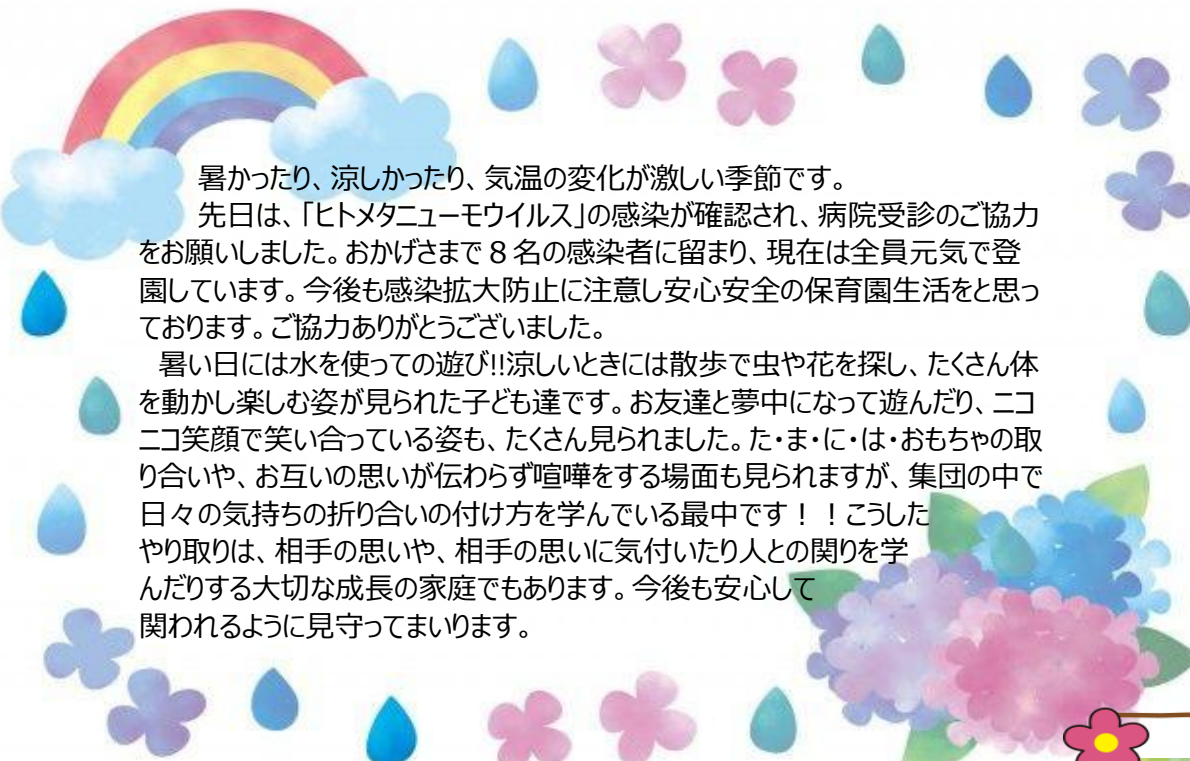 暑かったり、涼しかったり、気温の変化が激しい季節です。
先日は、「ヒトメタニューモウイルス」の感染が確認され、病院受診のご協力
をお願いしました。おかげさまで８名の感染者に留まり、現在は全員元気で登
園しています。今後も感染拡大防止に注意し安心安全の保育園生活をと思っ
ております。ご協力ありがとうございました。
暑い日には水を使っての遊び!!涼しいときには散歩で虫や花を探し、たくさん体
を動かし楽しむ姿が見られた子ども達です。お友達と夢中になって遊んだり、ニコ
ニコ笑顔で笑い合っている姿も、たくさん見られました。た・ま・に・は・おもちゃの取
り合いや、お互いの思いが伝わらず喧嘩をする場面も見られますが、集団の中で
日々の気持ちの折り合いの付け方を学んでいる最中です！！こうした
やり取りは、相手の思いや、相手の思いに気付いたり人との関りを学
んだりする大切な成長の家庭でもあります。今後も安心して
関われるように見守ってまいります。